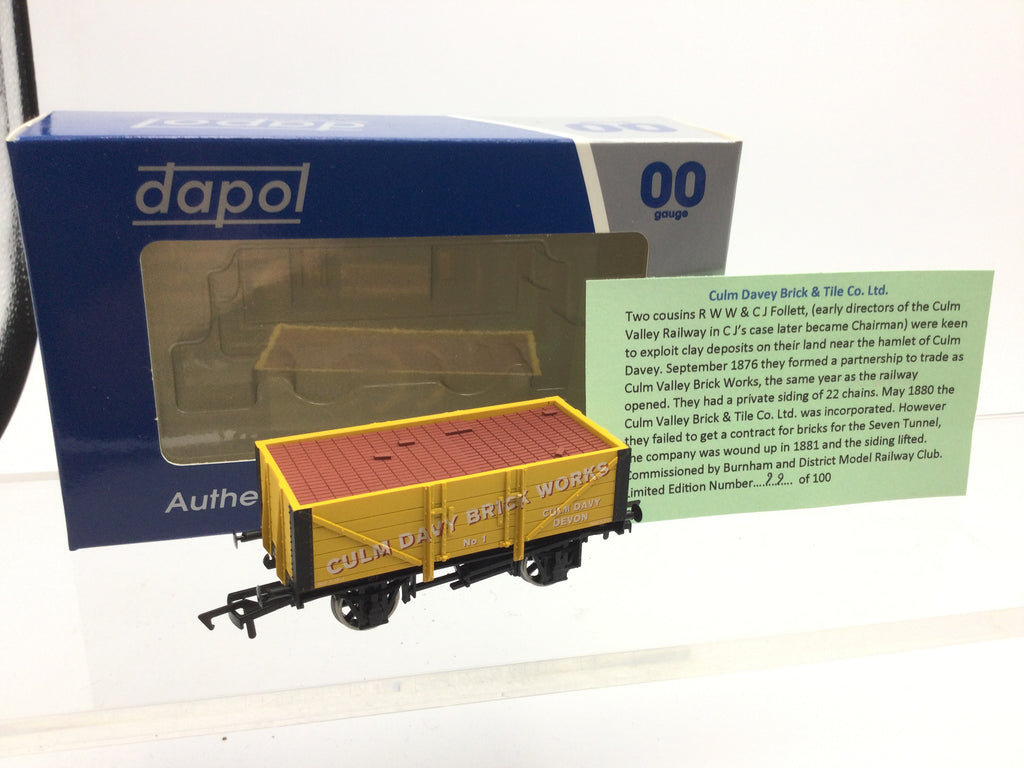 dapol
00
dapol
00
gauge
Authe
Culm Davey Brick & Tile Co. Ltd.
Two cousins R W W & C J Follett, (early directors of the Culm
Valley Railway in C J's case later became Chairman) were keen
to exploit clay deposits on their land near the hamlet of Culm
Davey. September 1876 they formed a partnership to trade as
Culm Valley Brick Works, the same year as the railway
opened. They had a private siding of 22 chains. May 1880 the
Culm Valley Brick & Tile Co. Ltd. was incorporated. However
they failed to get a contract for bricks for the Seven Tunnel,
he company was wound up in 1881 and the siding lifted.
ommissioned by Burnham and District Model Railway Club.
imited Edition Number....99.... of 100
CULM DAVY BRICK WORKS
No 1
CULM DAVY
DEVON